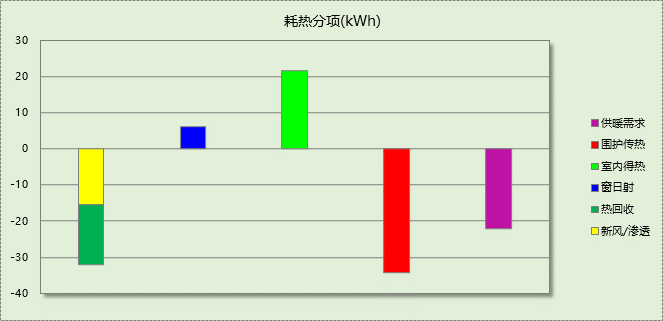 耗热分项(kWh)
30
20
10
0
-10
-20
-30
-40
供暖需求
围护传热
室内得热
窗日射
热回收
新风/渗透